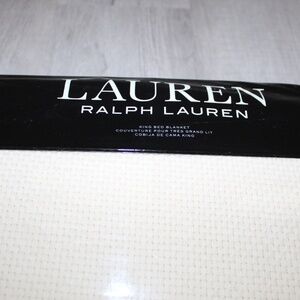 LAUREN
RALPH LAUREN
KING BED BLANKET
COUVERTURE POUR TRÈS GRAND LIT
COBIJA DE CAMA KING